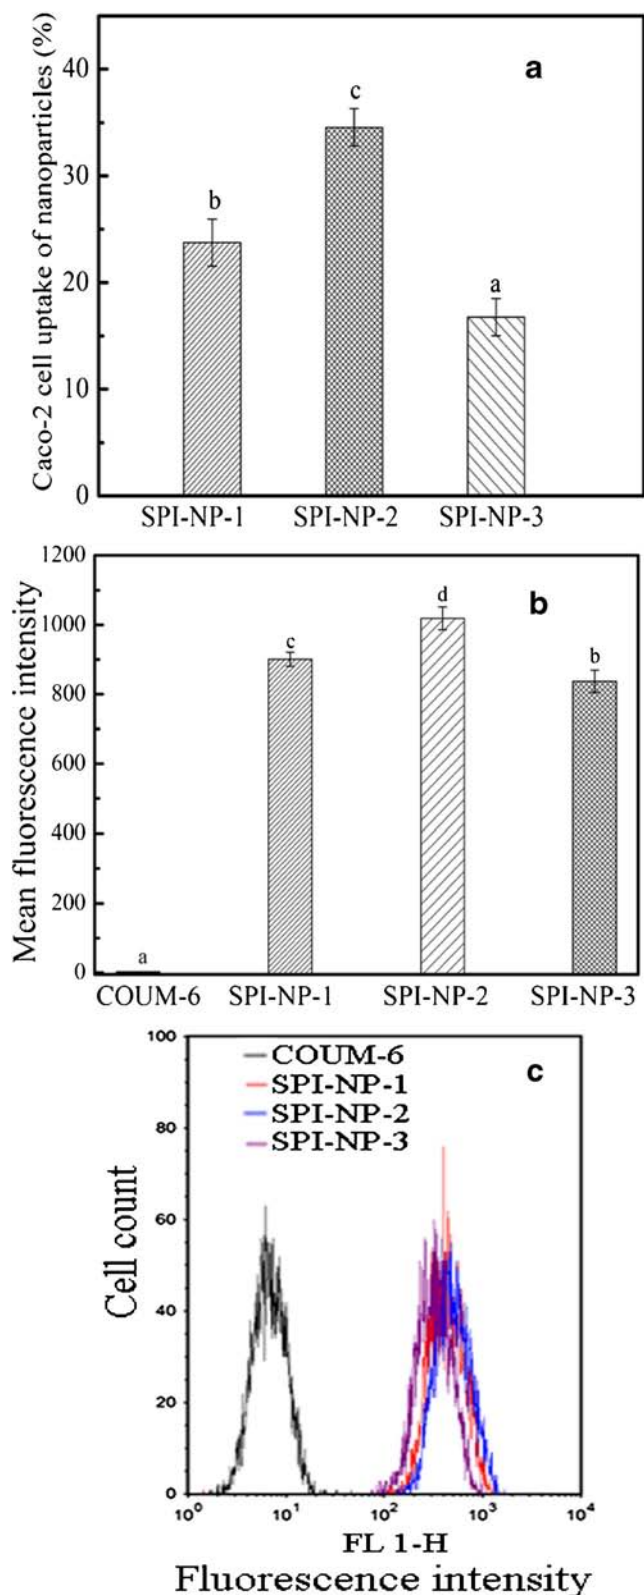 Caco-2 cell uptake of nanoparticles (%)
a
40
30
20
10
0
b
c
a
SPI-NP-1 SPI-NP-2 SPI-NP-3
Mean fluorescence intensity
b
1200
1000
800
600
400
200
0
a
c
d
b
COUM-6 SPI-NP-1 SPI-NP-2 SPI-NP-3
Cell count
c
100
80
60
40
20
0
COUM-6
SPI-NP-1
SPI-NP-2
SPI-NP-3
10⁰ 10¹ 10² 10³ 10⁴
FL 1-H
Fluorescence intensity